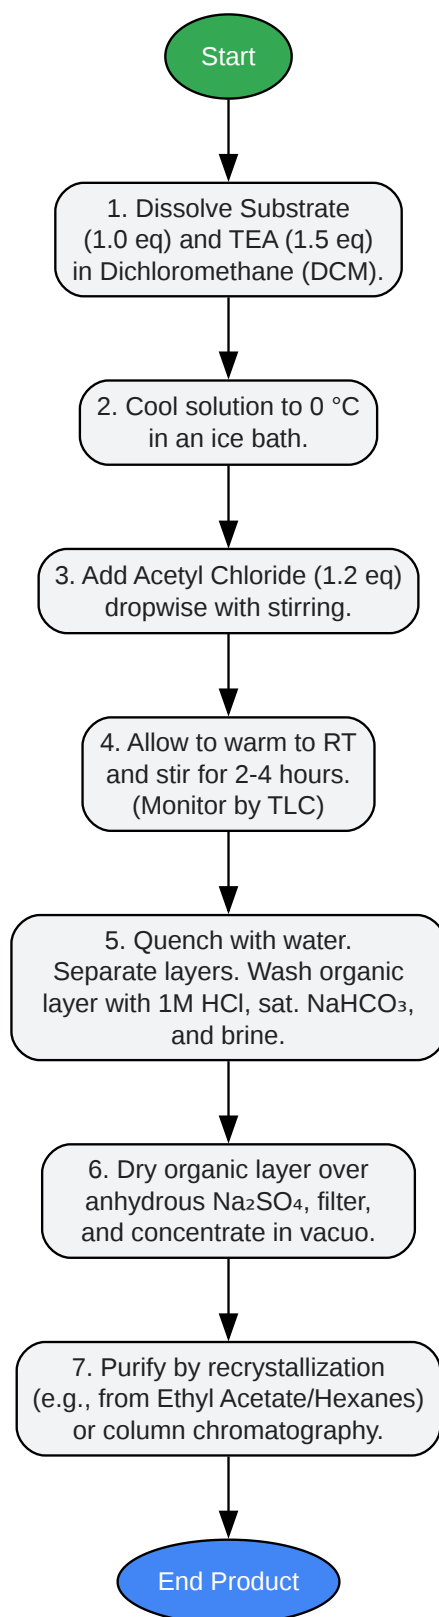 Start
1. Dissolve Substrate
(1.0 eq) and TEA (1.5 eq)
in Dichloromethane (DCM).
2. Cool solution to 0 °C
in an ice bath.
3. Add Acetyl Chloride (1.2 eq)
dropwise with stirring.
4. Allow to warm to RT
and stir for 2-4 hours.
(Monitor by TLC)
5. Quench with water.
Separate layers. Wash organic
layer with 1M HCl, sat. NaHCO₃,
and brine.
6. Dry organic layer over
anhydrous Na₂SO₄, filter,
and concentrate in vacuo.
7. Purify by recrystallization
(e.g., from Ethyl Acetate/Hexanes)
or column chromatography.
End Product